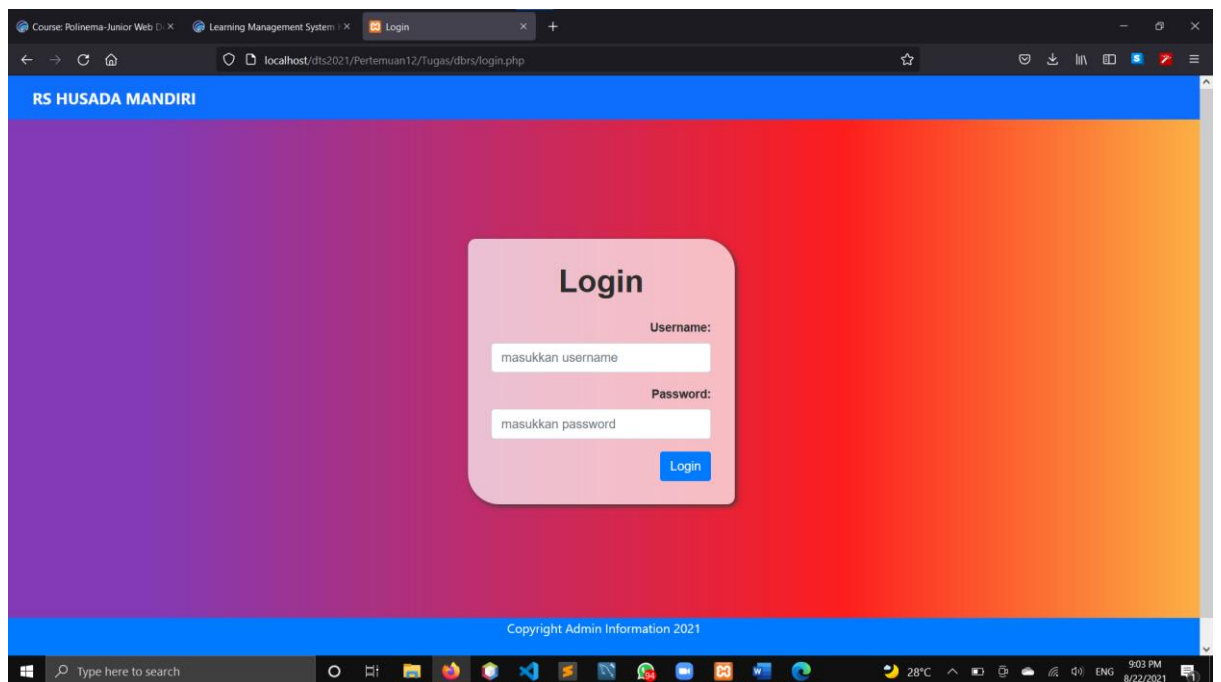 Course: Polinema-Junior Web D
Learning Management System
Login
localhost/dts2021/Pertemuan12/Tugas/dbrs/login.php
RS HUSADA MANDIRI
Login
Username:
masukkan username
Password:
masukkan password
Login
Copyright Admin Information 2021
Type here to search
28°C
ENG
9:03 PM
8/22/2021